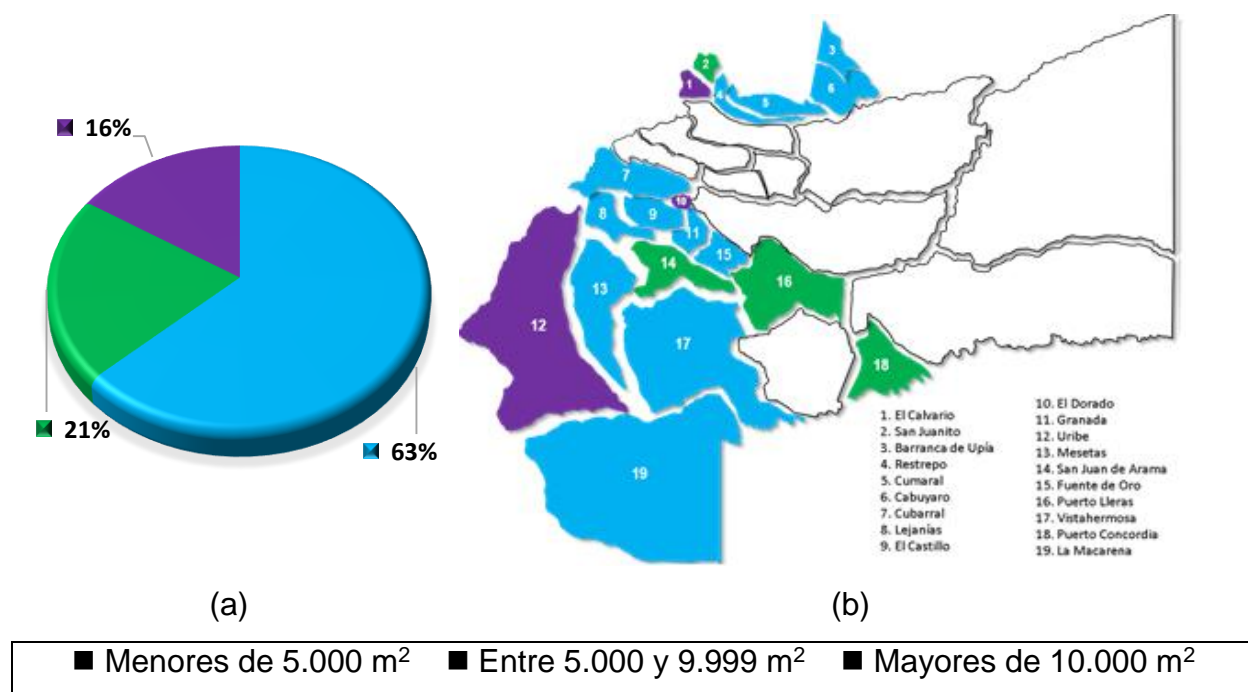 16%
21%
63%
1
2
3
4
5
6
7
8
9
10
11
12
13
14
15
16
17
18
19
1. El Calvario
2. San Juanito
3. Barranca de Upía
4. Restrepo
5. Cumaral
6. Cabuyaro
7. Cubarral
8. Lejanías
9. El Castillo
10. El Dorado
11. Granada
12. Uribe
13. Mesetas
14. San Juan de Arama
15. Fuente de Oro
16. Puerto Lleras
17. Vistahermosa
18. Puerto Concordia
19. La Macarena
(a)
(b)
■ Menores de 5.000 m² ■ Entre 5.000 y 9.999 m² ■ Mayores de 10.000 m²